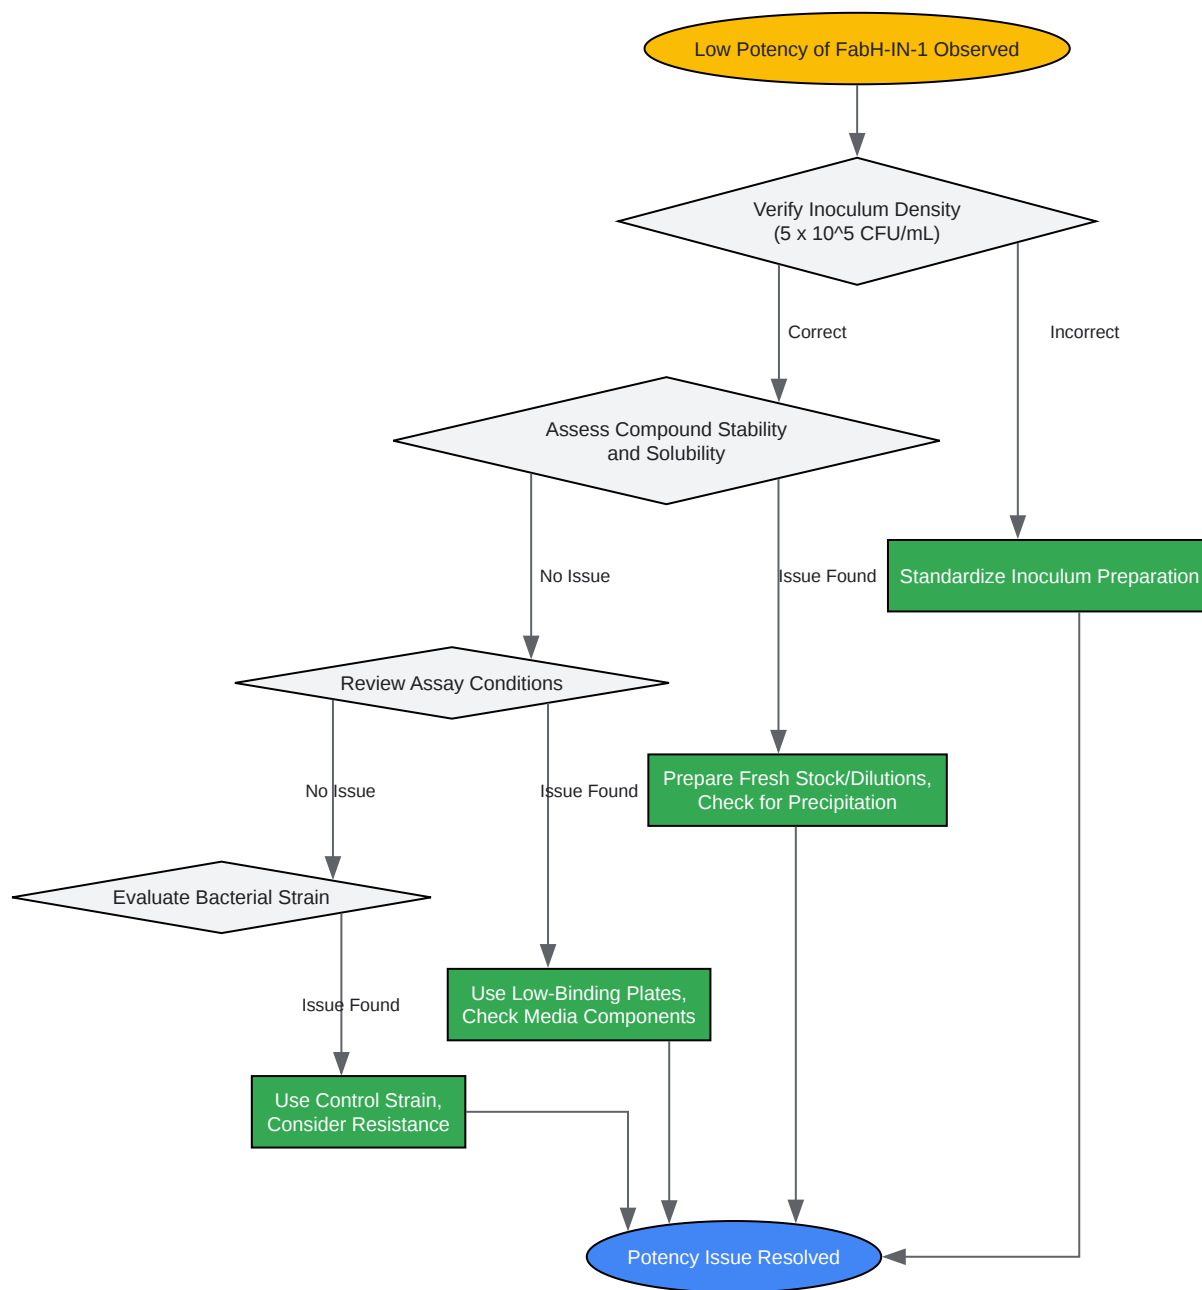 Low Potency of FabH-IN-1 Observed
Verify Inoculum Density
(5 x 10^5 CFU/mL)
Correct
Incorrect
Assess Compound Stability
and Solubility
No Issue
Issue Found
Standardize Inoculum Preparation
Review Assay Conditions
No Issue
Issue Found
Prepare Fresh Stock/Dilutions,
Check for Precipitation
Evaluate Bacterial Strain
Issue Found
Use Low-Binding Plates,
Check Media Components
Use Control Strain,
Consider Resistance
Potency Issue Resolved